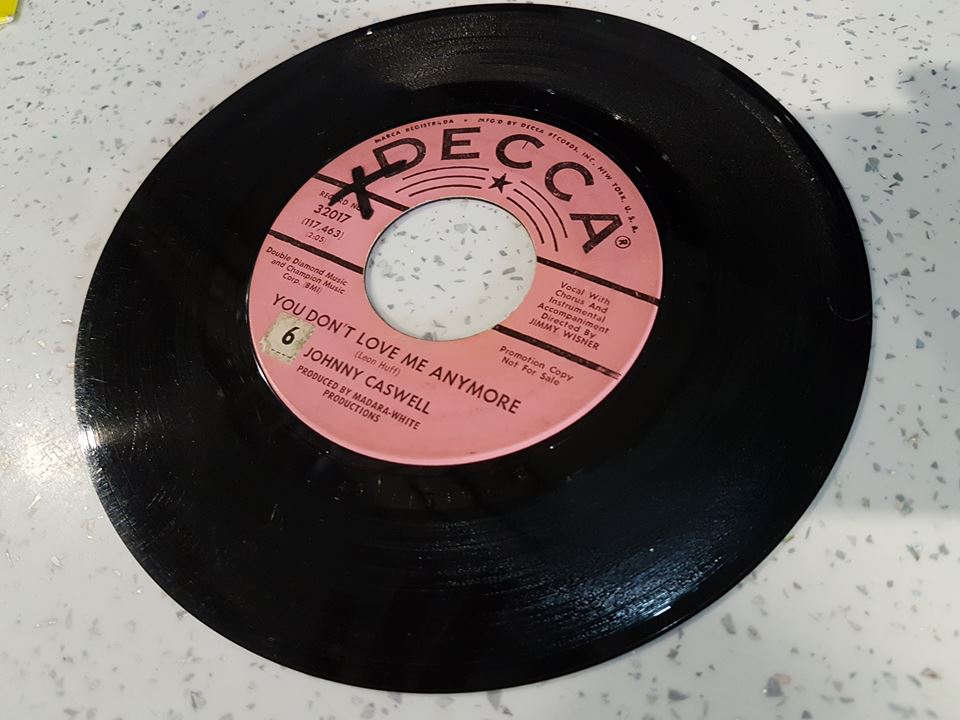 MARCA REGISTRADA • MFG'D BY DECCA RECORDS, INC., NEW YORK, U.S.A.
DECCA®
X
RECORD NO.
32017
(117,463)
(2:05)
Double Diamond Music
and Champion Music
Corp. (BMI)
Vocal With
Chorus And
Instrumental
Accompaniment
Directed By
JIMMY WISNER
Promotion Copy
Not For Sale
YOU DON'T LOVE ME ANYMORE
(Leon Huff)
6
JOHNNY CASWELL
PRODUCED BY MADARA-WHITE
PRODUCTIONS